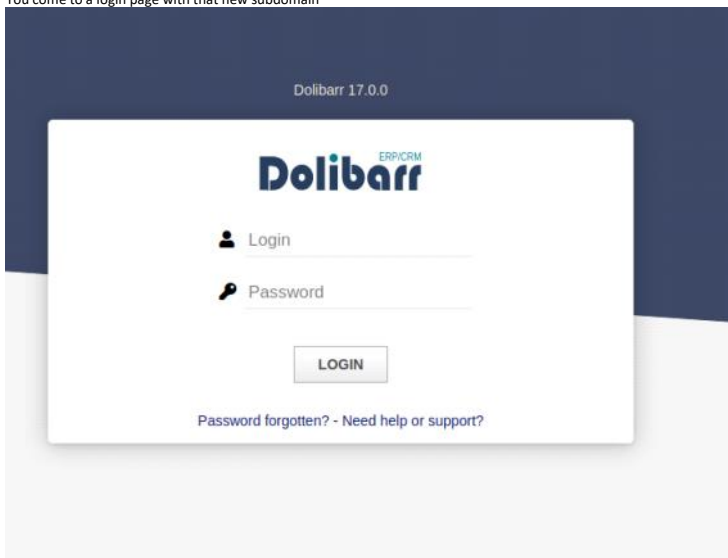 You come to a login page with that new subdomain
Dolibarr 17.0.0
ERP/CRM
Dolibarr
Login
Password
LOGIN
Password forgotten? - Need help or support?